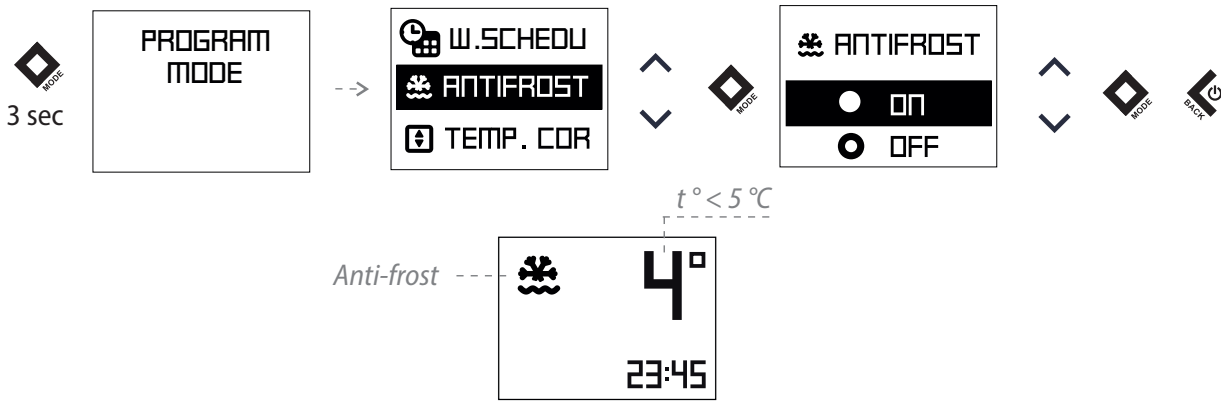 MODE
3 sec
PROGRAM
MODE
W.SCHEDU
ANTIFROST
TEMP. COR
MODE
ANTIFROST
ON
OFF
MODE
BACK
t ° < 5 °C
Anti-frost
4°
23:45